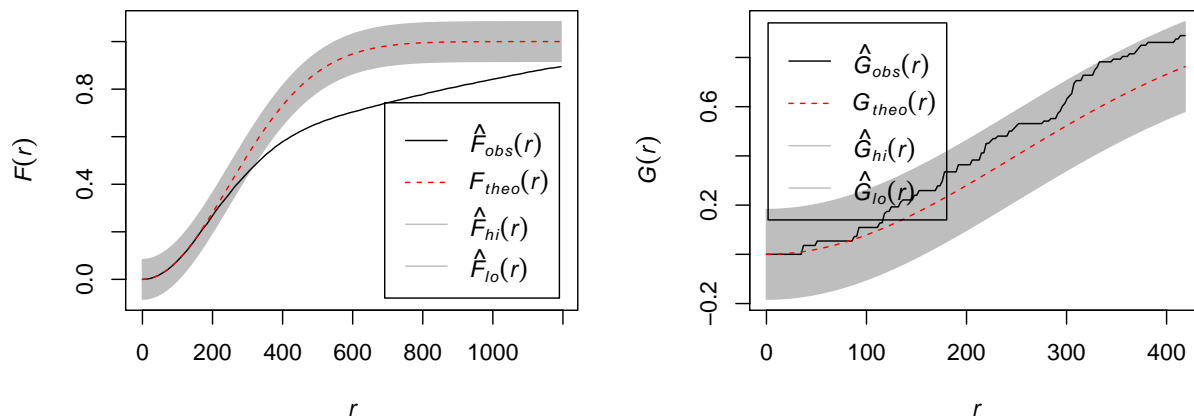 F(r)
0.0 0.4 0.8
F̂obs(r)
Ftheo(r)
F̂hi(r)
F̂lo(r)
0 200 400 600 800 1000
r
G(r)
−0.2 0.2 0.6
Ĝobs(r)
Gtheo(r)
Ĝhi(r)
Ĝlo(r)
0 100 200 300 400
r